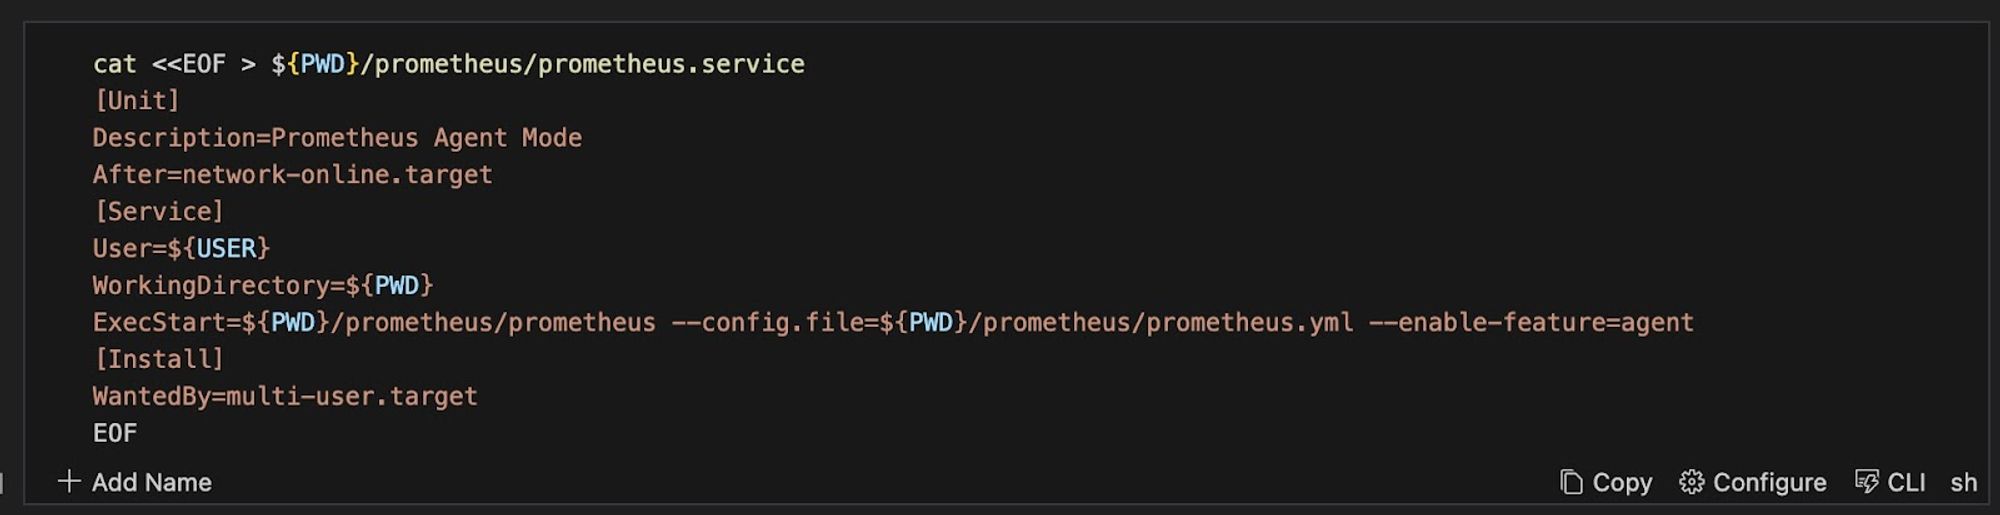 cat <<EOF > ${PWD}/prometheus/prometheus.service
[Unit]
Description=Prometheus Agent Mode
After=network-online.target
[Service]
User=${USER}
WorkingDirectory=${PWD}
ExecStart=${PWD}/prometheus/prometheus --config.file=${PWD}/prometheus/prometheus.yml --enable-feature=agent
[Install]
WantedBy=multi-user.target
EOF
+ Add Name Copy Configure CLI sh